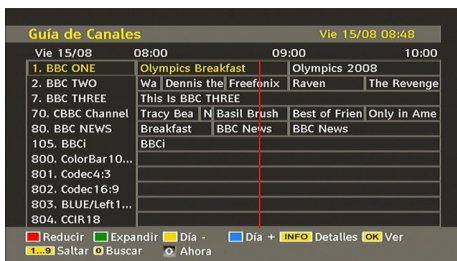 Guía de Canales Vie 15/08 08:48
Vie 15/08 08:00 09:00 10:00
1. BBC ONE Olympics Breakfast Olympics 2008
2. BBC TWO Wa Dennis the Freefonix Raven The Revenge
7. BBC THREE This Is BBC THREE
70. CBBC Channel Tracy Bea N Basil Brush Best of Frien Only in Ame
80. BBC NEWS Breakfast BBC News BBC News
105. BBCi BBCi
800. ColorBar10...
801. Codec4:3
802. Codec16:9
803. BLUE/Left1...
804. CCIR18
Reducir Expandir Día - Día + INFO Detalles OK Ver
1...9 Saltar 0 Buscar 0 Ahora